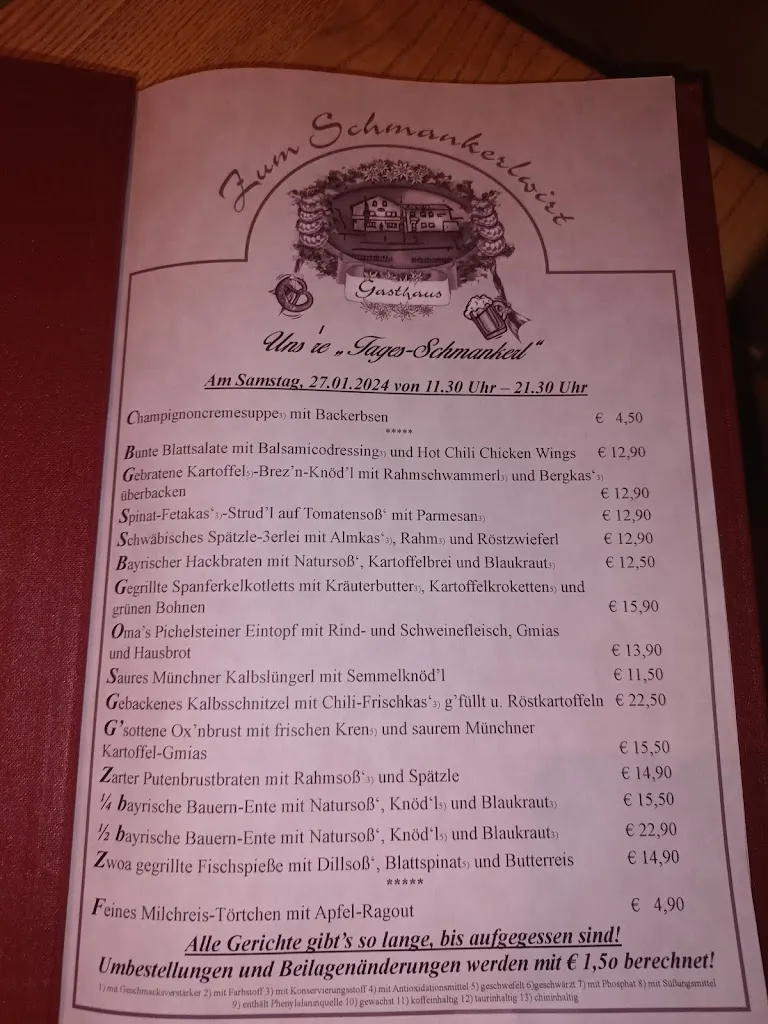 Zum Schmankerlwirt
Gasthaus
Uns're „Tages-Schmankerl“
Am Samstag, 27.01.2024 von 11.30 Uhr – 21.30 Uhr
Champignoncremesuppe3) mit Backerbsen € 4,50
*****
Bunte Blattsalate mit Balsamicodressing3) und Hot Chili Chicken Wings € 12,90
Gebratene Kartoffel5)-Brez'n-Knöd'l mit Rahmschwammerl3) und Bergkas'3)
überbacken € 12,90
Spinat-Fetakas'3)-Strud'l auf Tomatensoß' mit Parmesan3) € 12,90
Schwäbisches Spätzle-3erlei mit Almkas'3), Rahm3) und Röstzwieferl € 12,90
Bayrischer Hackbraten mit Natursoß', Kartoffelbrei und Blaukraut3) € 12,50
Gegrillte Spanferkelkotletts mit Kräuterbutter3), Kartoffelkroketten5) und
grünen Bohnen € 15,90
Oma's Pichelsteiner Eintopf mit Rind- und Schweinefleisch, Gmias
und Hausbrot € 13,90
Saures Münchner Kalbslüngerl mit Semmelknöd'l € 11,50
Gebackenes Kalbsschnitzel mit Chili-Frischkas'3) g'füllt u. Röstkartoffeln € 22,50
G'sottene Ox'nbrust mit frischen Kren5) und saurem Münchner
Kartoffel-Gmias € 15,50
Zarter Putenbrustbraten mit Rahmsoß'3) und Spätzle € 14,90
¼ bayrische Bauern-Ente mit Natursoß', Knöd'l5) und Blaukraut3) € 15,50
½ bayrische Bauern-Ente mit Natursoß', Knöd'l5) und Blaukraut3) € 22,90
Zwoa gegrillte Fischspieße mit Dillsoß', Blattspinat5) und Butterreis € 14,90
*****
Feines Milchreis-Törtchen mit Apfel-Ragout € 4,90
Alle Gerichte gibt's so lange, bis aufgegessen sind!
Umbestellungen und Beilagenänderungen werden mit € 1,50 berechnet!
1) mit Geschmacksverstärker 2) mit Farbstoff 3) mit Konservierungsstoff 4) mit Antioxidationsmittel 5) geschwefelt 6)geschwärzt 7) mit Phosphat 8) mit Süßungsmittel
9) enthält Phenylalaninquelle 10) gewachst 11) koffeinhaltig 12) taurinhaltig 13) chininhaltig